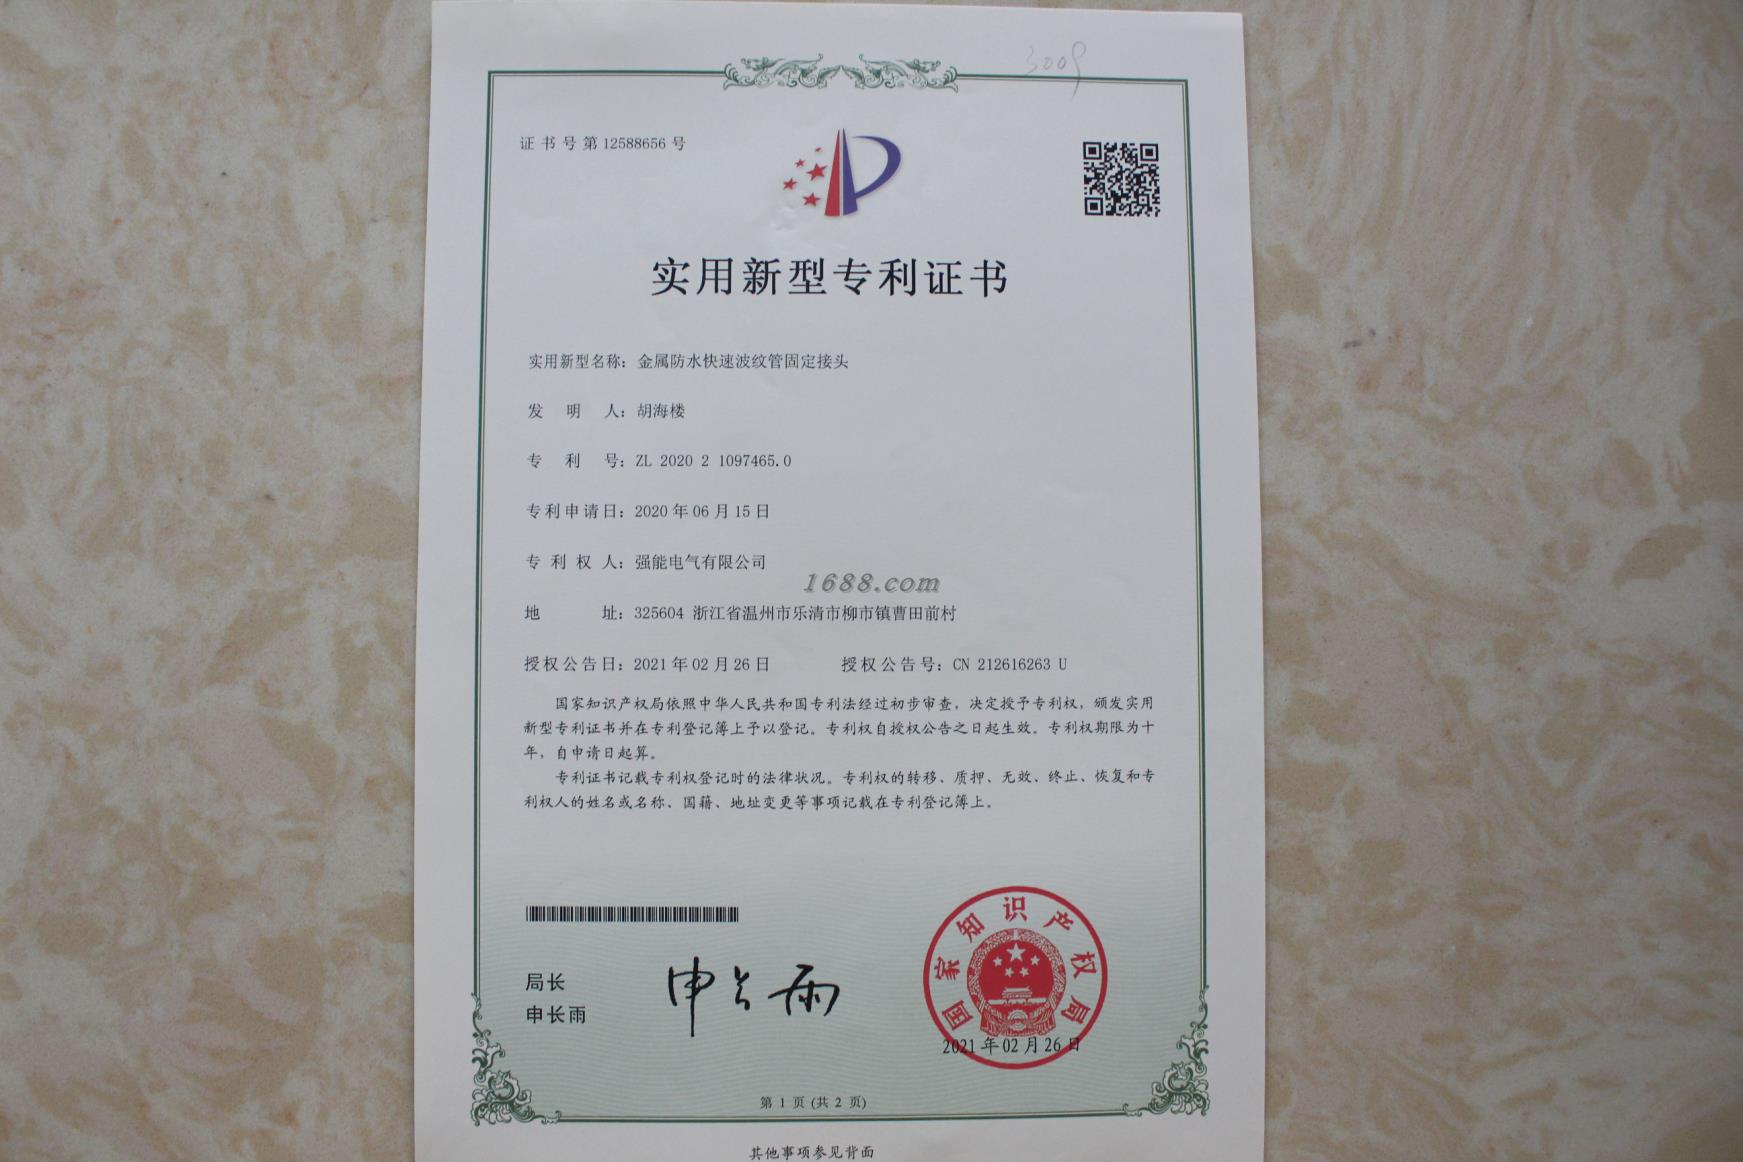 3009
证书号第12588656号
实用新型专利证书
实用新型名称：金属防水快速波纹管固定接头
发明人：胡海楼
专利号：ZL 2020 2 1097465.0
专利申请日：2020年06月15日
专利权人：强能电气有限公司
1688.com
地址：325604 浙江省温州市乐清市柳市镇曹田前村
授权公告日：2021年02月26日 授权公告号：CN 212616263 U
国家知识产权局依照中华人民共和国专利法经过初步审查，决定授予专利权，颁发实用
新型专利证书并在专利登记簿上予以登记。专利权自授权公告之日起生效。专利权期限为十
年，自申请日起算。
专利证书记载专利权登记时的法律状况。专利权的转移、质押、无效、终止、恢复和专
利权人的姓名或名称、国籍、地址变更等事项记载在专利登记簿上。
局长
申长雨
申长雨
国家知识产权局
2021年02月26日
第 1 页 (共 2 页)
其他事项参见背面